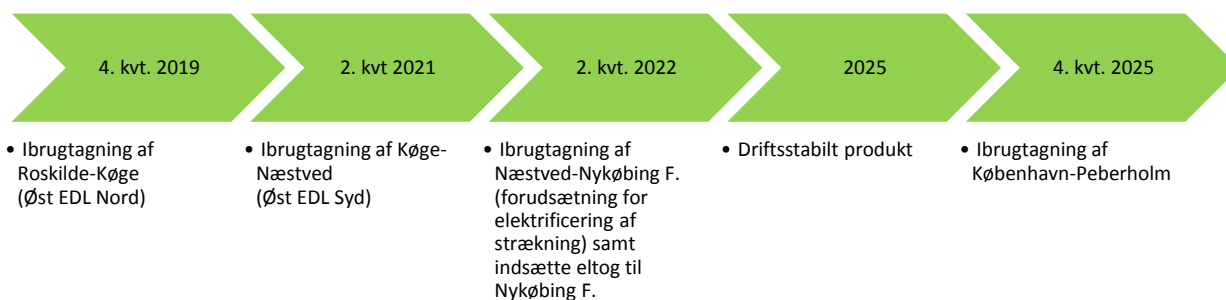 4. kvt. 2019
2. kvt 2021
2. kvt. 2022
2025
4. kvt. 2025
• Ibrugtagning af
Roskilde-Køge
(Øst EDL Nord)
• Ibrugtagning af Køge-
Næstved
(Øst EDL Syd)
• Ibrugtagning af
Næstved-Nykøbing F.
(forudsætning for
elektrificering af
strækning) samt
indsætte eltog til
Nykøbing F.
• Driftsstabilt produkt
• Ibrugtagning af
København-Peberholm